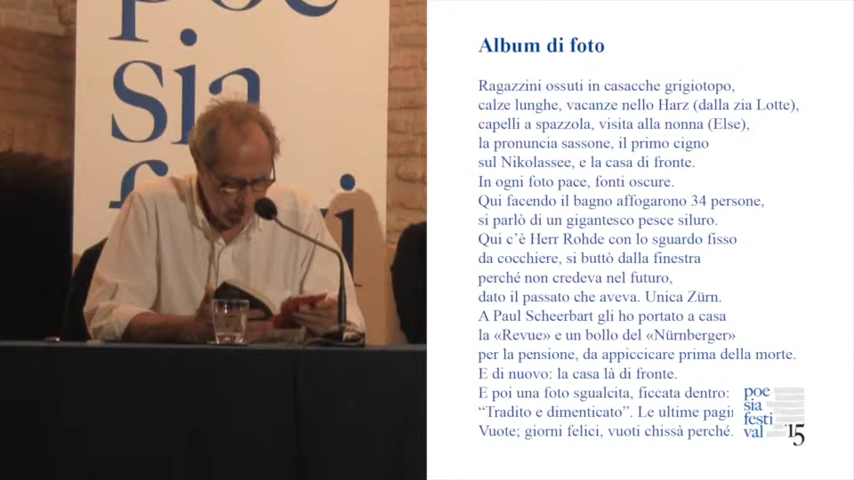 poe
sia
festi
Album di foto
Ragazzini ossuti in casacche grigiotopo,
calze lunghe, vacanze nello Harz (dalla zia Lotte),
capelli a spazzola, visita alla nonna (Else),
la pronuncia sassone, il primo cigno
sul Nikolassee, e la casa di fronte.
In ogni foto pace, fonti oscure.
Qui facendo il bagno affogarono 34 persone,
si parlò di un gigantesco pesce siluro.
Qui c'è Herr Rohde con lo sguardo fisso
da cocchiere, si buttò dalla finestra
perché non credeva nel futuro,
dato il passato che aveva. Unica Zürn.
A Paul Scheerbart gli ho portato a casa
la «Revue» e un bollo del «Nürnberger»
per la pensione, da appiccicare prima della morte.
E di nuovo: la casa là di fronte.
E poi una foto sgualcita, ficcata dentro:
“Tradito e dimenticato”. Le ultime pagin
Vuote; giorni felici, vuoti chissà perché.
poe
sia
festi
val '15